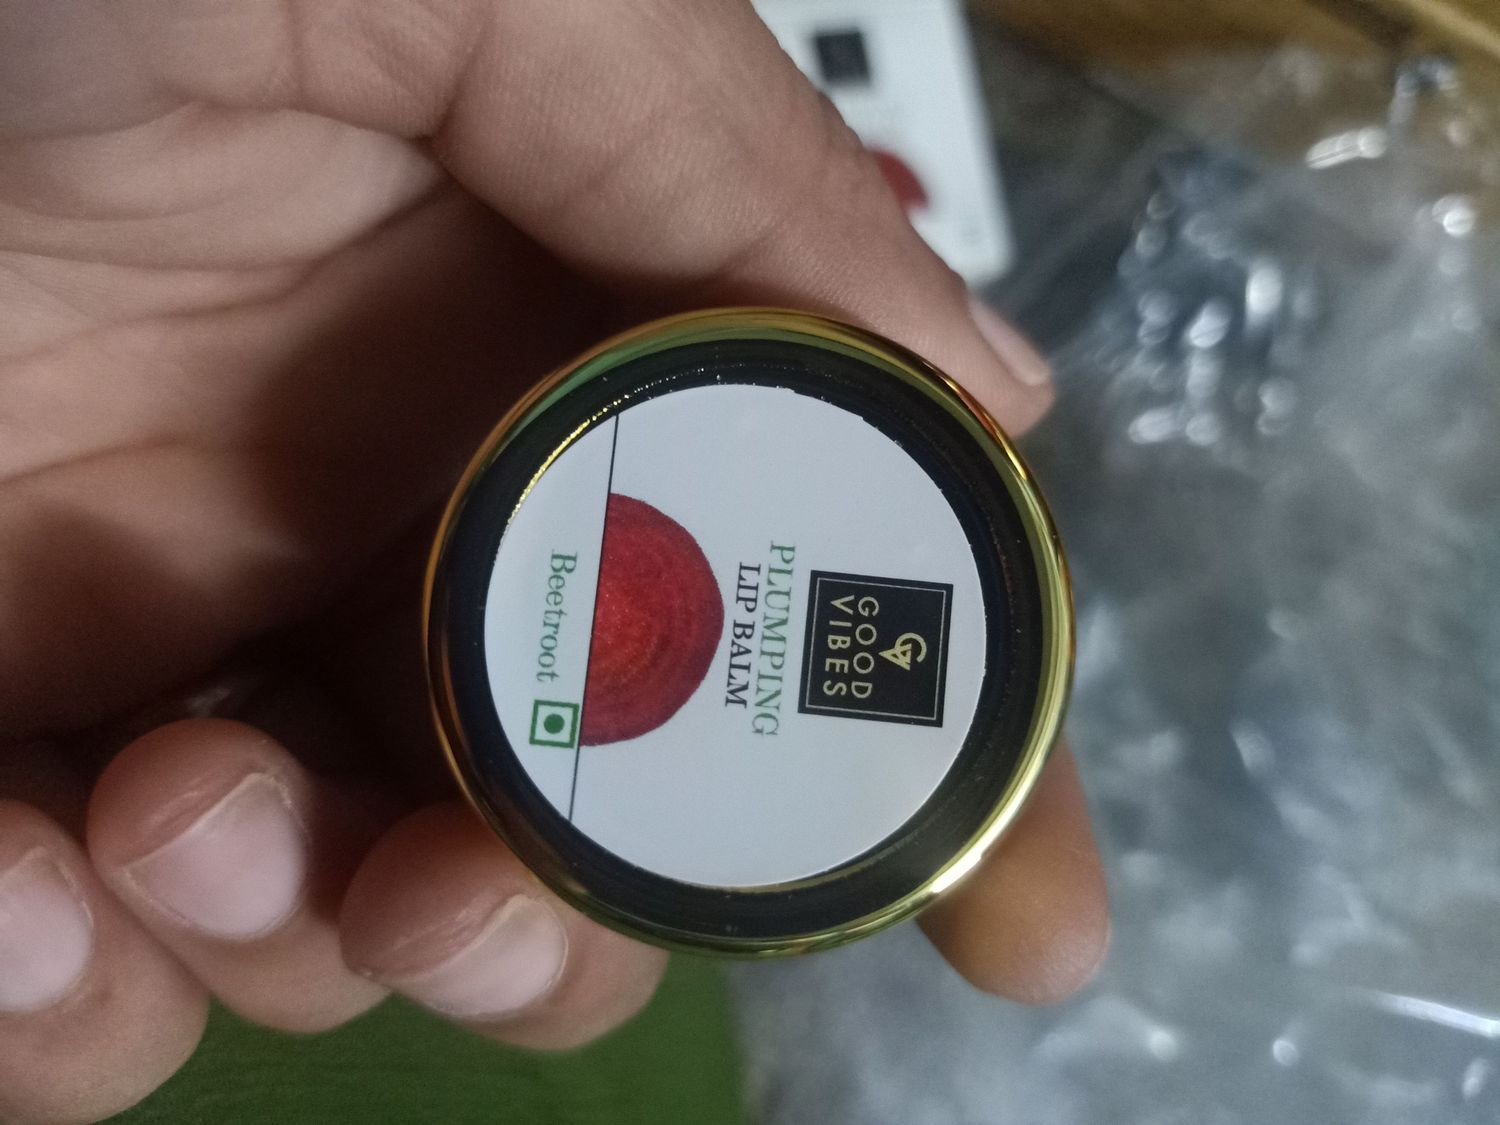 GOOD
VIBES
PLUMPING
LIP BALM
Beetroot